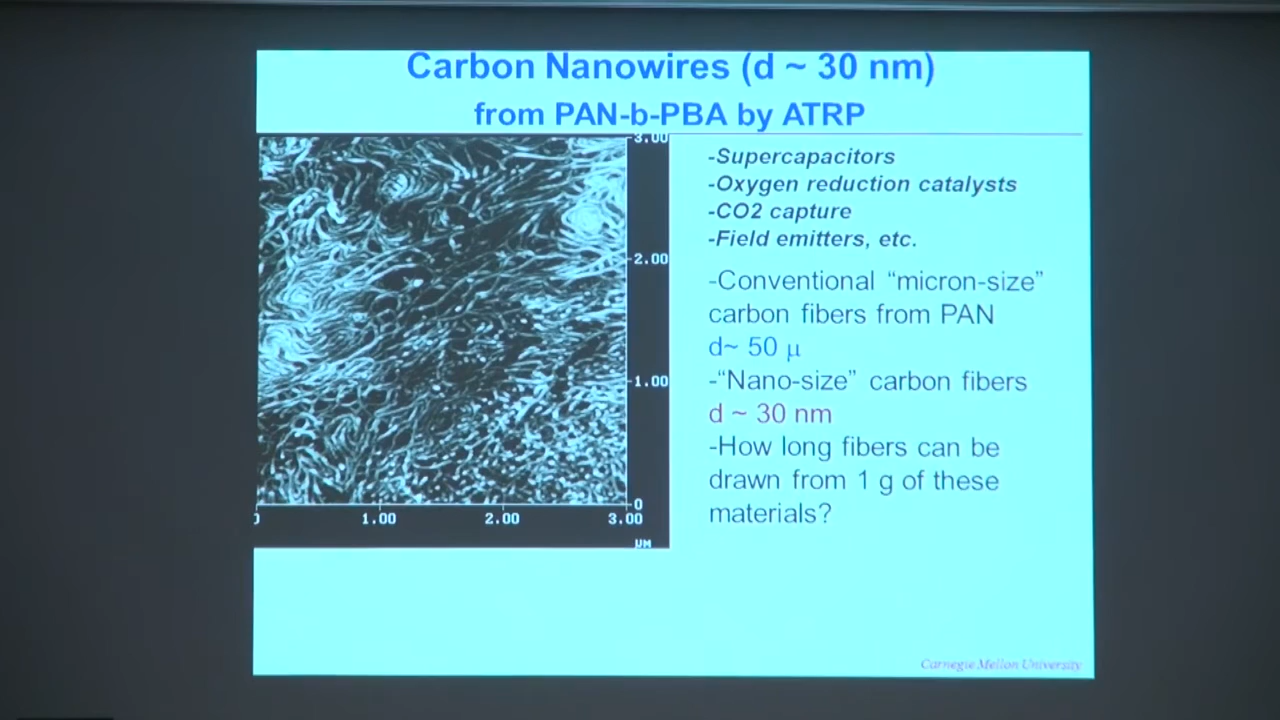 Carbon Nanowires (d ~ 30 nm)
from PAN-b-PBA by ATRP
3.00
2.00
1.00
0
0
1.00
2.00
3.00
µM
-Supercapacitors
-Oxygen reduction catalysts
-CO2 capture
-Field emitters, etc.
-Conventional “micron-size”
carbon fibers from PAN
d~ 50 µ
-“Nano-size” carbon fibers
d ~ 30 nm
-How long fibers can be
drawn from 1 g of these
materials?
Carnegie Mellon University